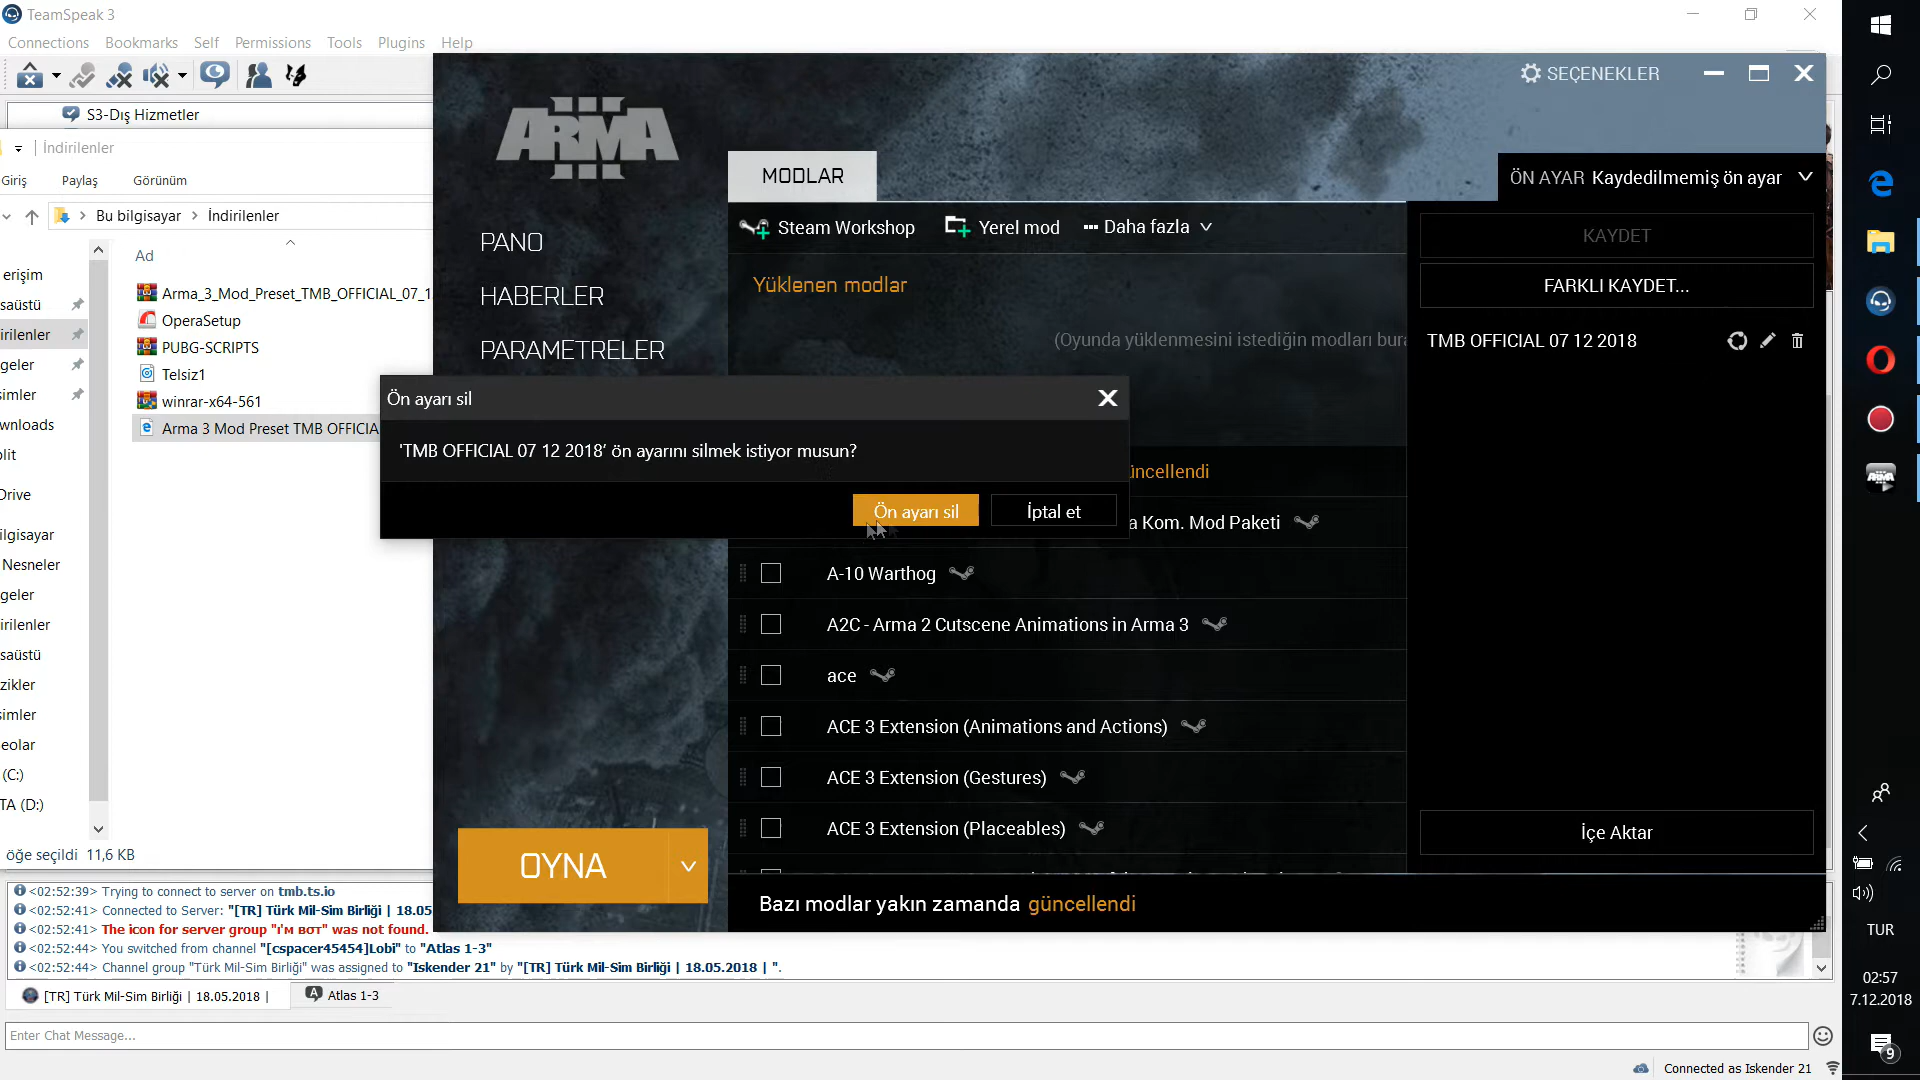 TeamSpeak 3
Connections Bookmarks Self Permissions Tools Plugins Help
S3-Dış Hizmetler
İndirilenler
Giriş Paylaş Görünüm
Bu bilgisayar İndirilenler
Ad
erişim
saüstü
irilenler
geler
simler
wnloads
plit
Drive
ilgisayar
Nesneler
geler
irilenler
saüstü
zikler
simler
eolar
(C:)
TA (D:)
Arma_3_Mod_Preset_TMB_OFFICIAL_07_1
OperaSetup
PUBG-SCRIPTS
Telsiz1
winrar-x64-561
Arma 3 Mod Preset TMB OFFICIA
öğe seçildi 11,6 KB
ARMA III
SEÇENEKLER
PANO
HABERLER
PARAMETRELER
OYNA
MODLAR
ÖN AYAR Kaydedilmemiş ön ayar
Steam Workshop Yerel mod Daha fazla
Yüklenen modlar
(Oyunda yüklenmesini istediğin modları bura
KAYDET
FARKLI KAYDET...
TMB OFFICIAL 07 12 2018
İçe Aktar
Ön ayarı sil
'TMB OFFICIAL 07 12 2018' ön ayarını silmek istiyor musun?
Ön ayarı sil İptal et
üncellendi
a Kom. Mod Paketi
A-10 Warthog
A2C - Arma 2 Cutscene Animations in Arma 3
ace
ACE 3 Extension (Animations and Actions)
ACE 3 Extension (Gestures)
ACE 3 Extension (Placeables)
Bazı modlar yakın zamanda güncellendi
<02:52:39> Trying to connect to server on tmb.ts.io
<02:52:41> Connected to Server: "[TR] Türk Mil-Sim Birliği | 18.05
<02:52:41> The icon for server group "I'м вот" was not found.
<02:52:44> You switched from channel "[cspacer45454]Lobi" to "Atlas 1-3"
<02:52:44> Channel group "Türk Mil-Sim Birliği" was assigned to "Iskender 21" by "[TR] Türk Mil-Sim Birliği | 18.05.2018 | ".
[TR] Türk Mil-Sim Birliği | 18.05.2018 | Atlas 1-3
Enter Chat Message...
Connected as Iskender 21
ARMA
TUR
02:57
7.12.2018
9